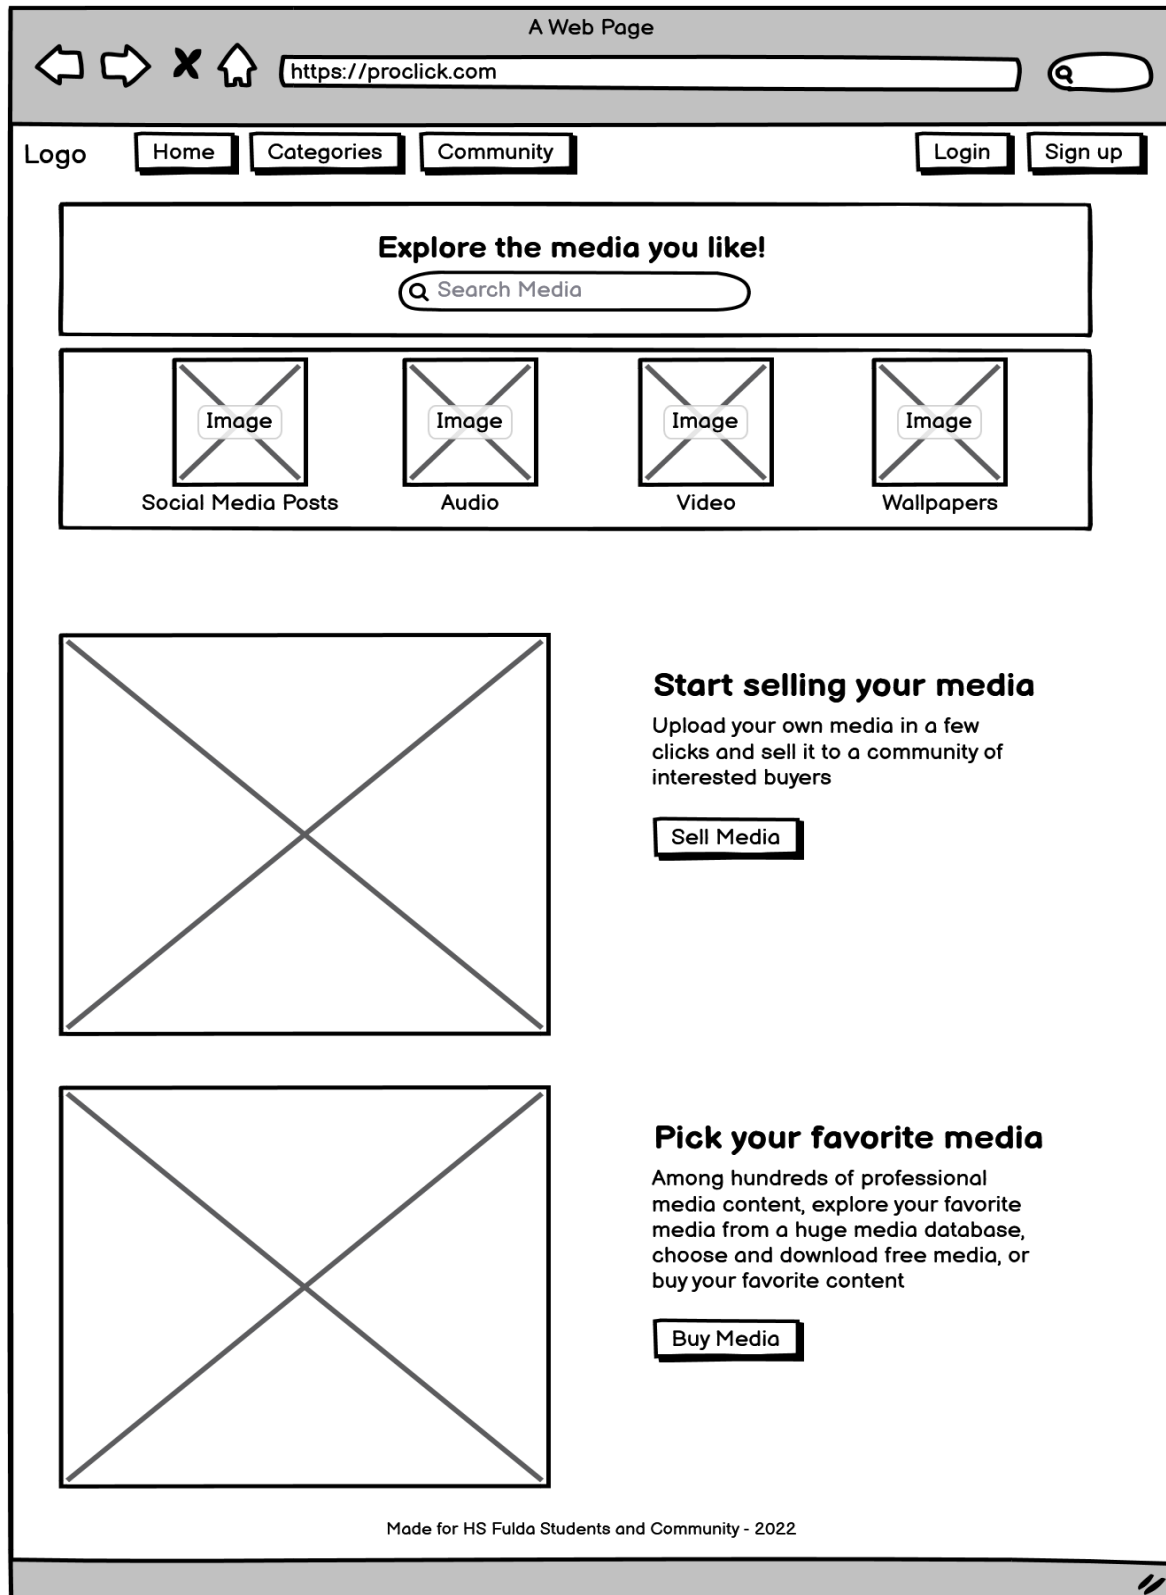 A Web Page
https://proclick.com
Logo Home Categories Community Login Sign up
Explore the media you like!
Search Media
Image Image Image Image
Social Media Posts Audio Video Wallpapers
Start selling your media
Upload your own media in a few
clicks and sell it to a community of
interested buyers
Sell Media
Pick your favorite media
Among hundreds of professional
media content, explore your favorite
media from a huge media database,
choose and download free media, or
buy your favorite content
Buy Media
Made for HS Fulda Students and Community - 2022